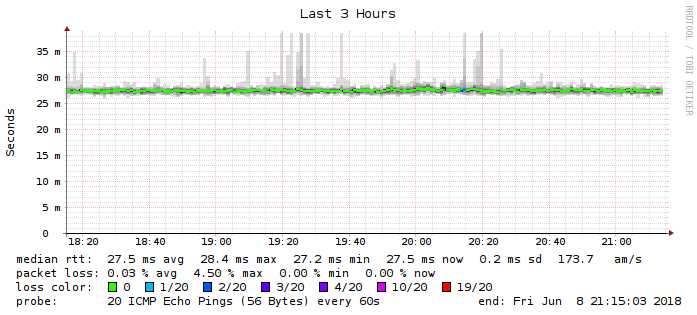 Last 3 Hours
RRDTOOL / TOBI OETIKER
Seconds
35 m
30 m
25 m
20 m
15 m
10 m
5 m
0
18:20 18:40 19:00 19:20 19:40 20:00 20:20 20:40 21:00
median rtt: 27.5 ms avg 28.4 ms max 27.2 ms min 27.5 ms now 0.2 ms sd 173.7 am/s
packet loss: 0.03 % avg 4.50 % max 0.00 % min 0.00 % now
loss color: 0 1/20 2/20 3/20 4/20 10/20 19/20
probe: 20 ICMP Echo Pings (56 Bytes) every 60s end: Fri Jun 8 21:15:03 2018